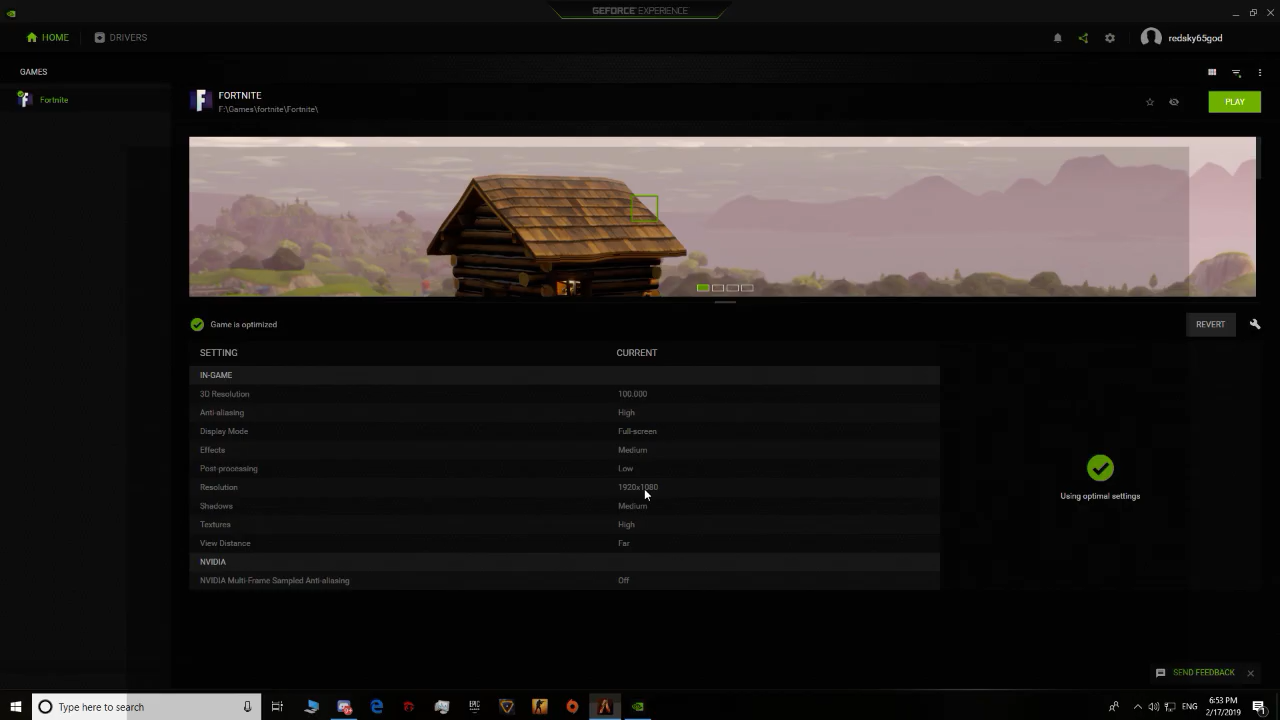 GEFORCE EXPERIENCE
HOME
DRIVERS
redsky65god
GAMES
Fortnite
FORTNITE
F:\Games\fortnite\Fortnite\
PLAY
Game is optimized
REVERT
SETTING CURRENT
IN-GAME
3D Resolution 100.000
Anti-aliasing High
Display Mode Full-screen
Effects Medium
Post-processing Low
Resolution 1920x1080
Shadows Medium
Textures High
View Distance Far
NVIDIA
NVIDIA Multi-Frame Sampled Anti-aliasing Off
Using optimal settings
SEND FEEDBACK
Type here to search
EPIC
ENG
6:53 PM
2/17/2019